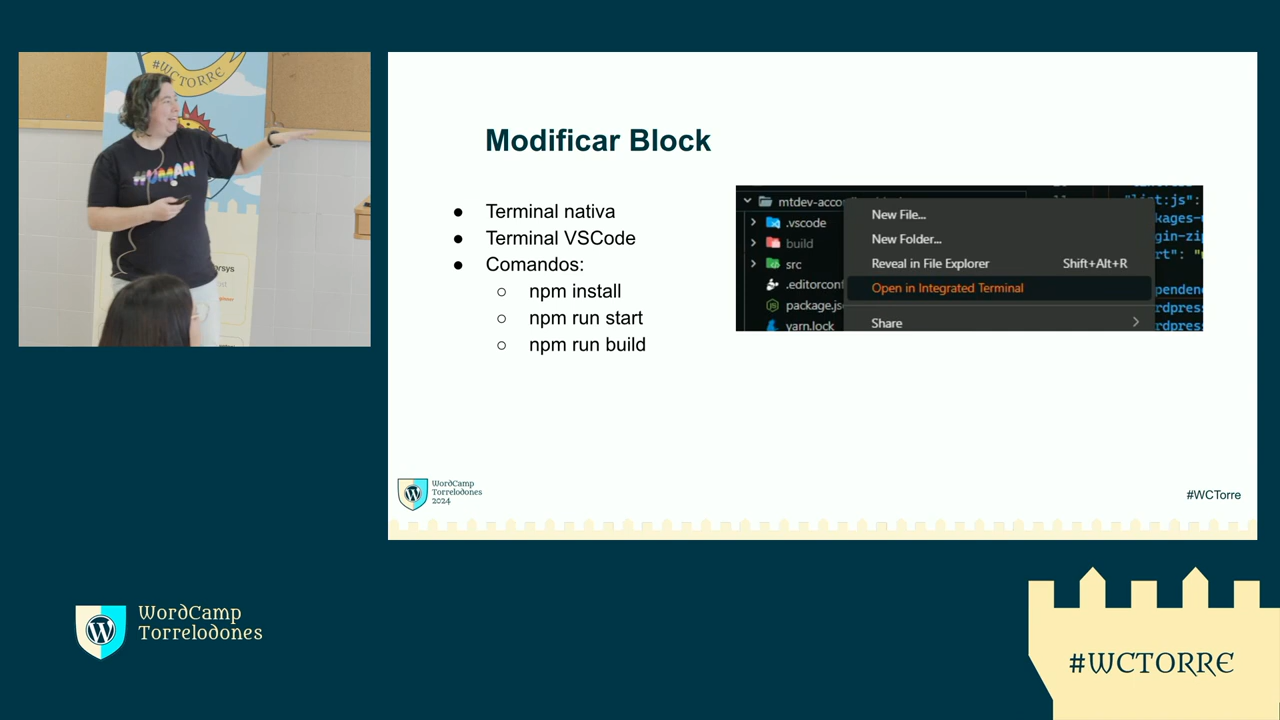 #WCTORRE
HUMAN
Modificar Block
● Terminal nativa
● Terminal VSCode
● Comandos:
○ npm install
○ npm run start
○ npm run build
New File...
.vscode
New Folder...
build
Reveal in File Explorer Shift+Alt+R
src
Open in Integrated Terminal
Share
yarn.lock
WordCamp
Torrelodones
2024
#WCTorre
WordCamp
Torrelodones
#WCTORRE